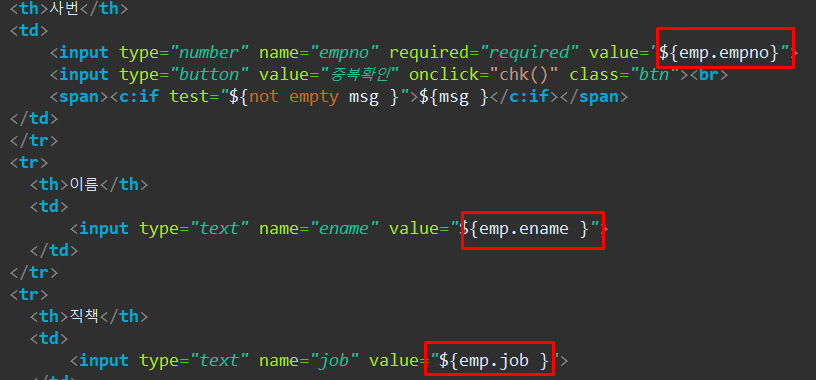 <th>사번</th>
<td>
<input type="number" name="empno" required="required" value="${emp.empno}">
<input type="button" value="중복확인" onclick="chk()" class="btn"><br>
<span><c:if test="${not empty msg }">${msg }</c:if></span>
</td>
</tr>
<tr>
<th>이름</th>
<td>
<input type="text" name="ename" value="${emp.ename }">
</td>
</tr>
<tr>
<th>직책</th>
<td>
<input type="text" name="job" value="${emp.job }">